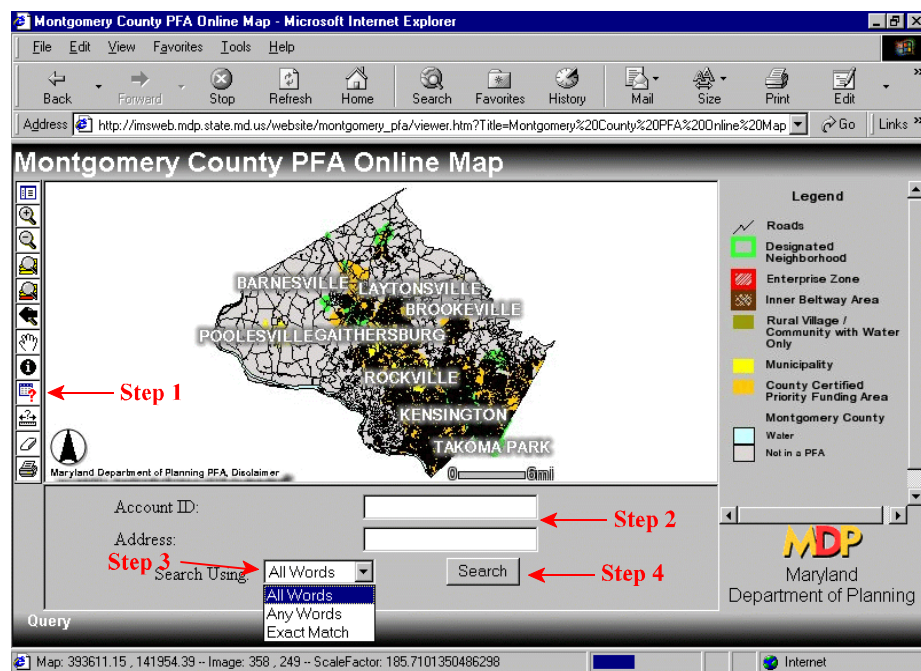 Montgomery County PFA Online Map - Microsoft Internet Explorer
File Edit View Favorites Tools Help
Back Forward Stop Refresh Home Search Favorites History Mail Size Print Edit
Address http://imsweb.mdp.state.md.us/website/montgomery_pfa/viewer.htm?Title=Montgomery%20County%20PFA%20Online%20Map Go Links »
Montgomery County PFA Online Map
BARNESVILLE
LAYTONSVILLE
BROOKEVILLE
POOLESVILLE
GAITHERSBURG
ROCKVILLE
KENSINGTON
TAKOMA PARK
Maryland Department of Planning PFA, Disclaimer
0 6mi
Step 1
Legend
Roads
Designated
Neighborhood
Enterprise Zone
Inner Beltway Area
Rural Village /
Community with Water
Only
Municipality
County Certified
Priority Funding Area
Montgomery County
Water
Not in a PFA
Account ID:
Step 2
Address:
Step 3
Search Using:
All Words
Search
Step 4
All Words
Any Words
Exact Match
Query
MDP
Maryland
Department of Planning
Map: 393611.15 , 141954.39 -- Image: 358 , 249 -- ScaleFactor: 185.7101350486298
Internet